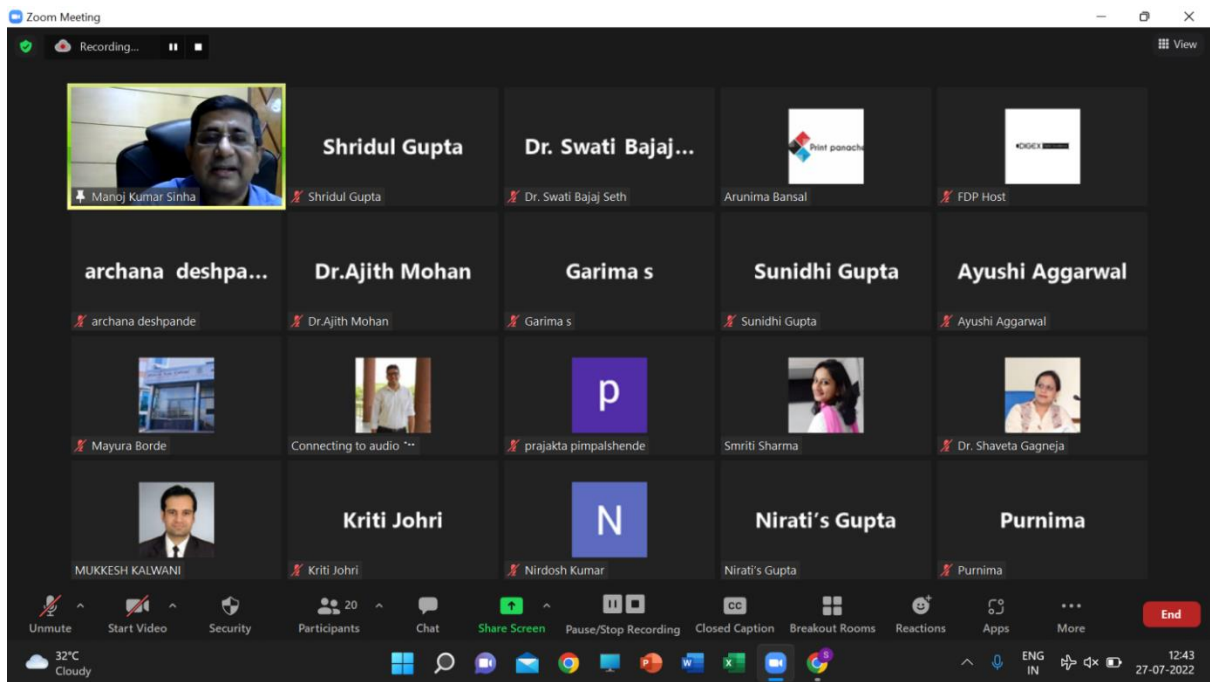 Zoom Meeting
Recording...
View
Manoj Kumar Sinha
Shridul Gupta
Shridul Gupta
Dr. Swati Bajaj...
Dr. Swati Bajaj Seth
Print panache
Arunima Bansal
DIGEX
FDP Host
archana deshpa...
archana deshpande
Dr.Ajith Mohan
Dr.Ajith Mohan
Garima s
Garima s
Sunidhi Gupta
Sunidhi Gupta
Ayushi Aggarwal
Ayushi Aggarwal
Mayura Borde
Connecting to audio
p
prajakta pimpalshende
Smriti Sharma
Dr. Shaveta Gagneja
MUKKESH KALWANI
Kriti Johri
Kriti Johri
N
Nirdosh Kumar
Nirati's Gupta
Nirati's Gupta
Purnima
Purnima
Unmute
Start Video
Security
20
Participants
Chat
Share Screen
Pause/Stop Recording
CC
Closed Caption
Breakout Rooms
Reactions
Apps
More
End
32°C
Cloudy
ENG
IN
12:43
27-07-2022